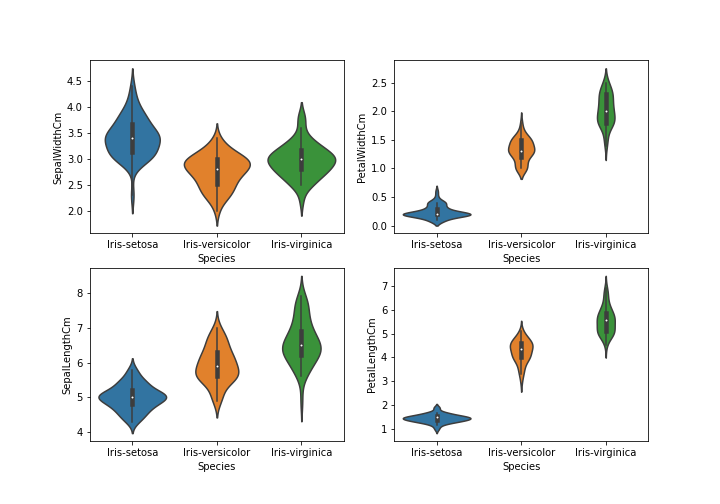 SepalWidthCm
4.5
4.0
3.5
3.0
2.5
2.0
Iris-setosa Iris-versicolor Iris-virginica
Species
PetalWidthCm
2.5
2.0
1.5
1.0
0.5
0.0
Iris-setosa Iris-versicolor Iris-virginica
Species
SepalLengthCm
8
7
6
5
4
Iris-setosa Iris-versicolor Iris-virginica
Species
PetalLengthCm
7
6
5
4
3
2
1
Iris-setosa Iris-versicolor Iris-virginica
Species